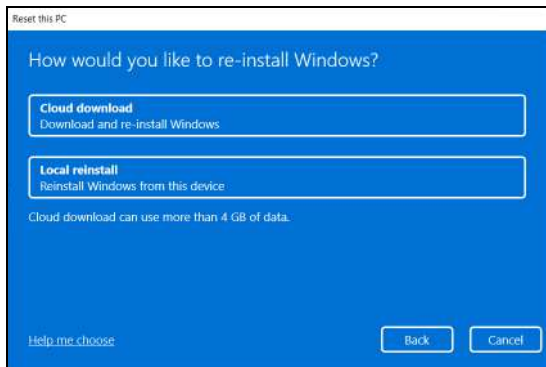 Reset this PC
How would you like to re-install Windows?
Cloud download
Download and re-install Windows
Local reinstall
Reinstall Windows from this device
Cloud download can use more than 4 GB of data.
Help me choose
Back
Cancel